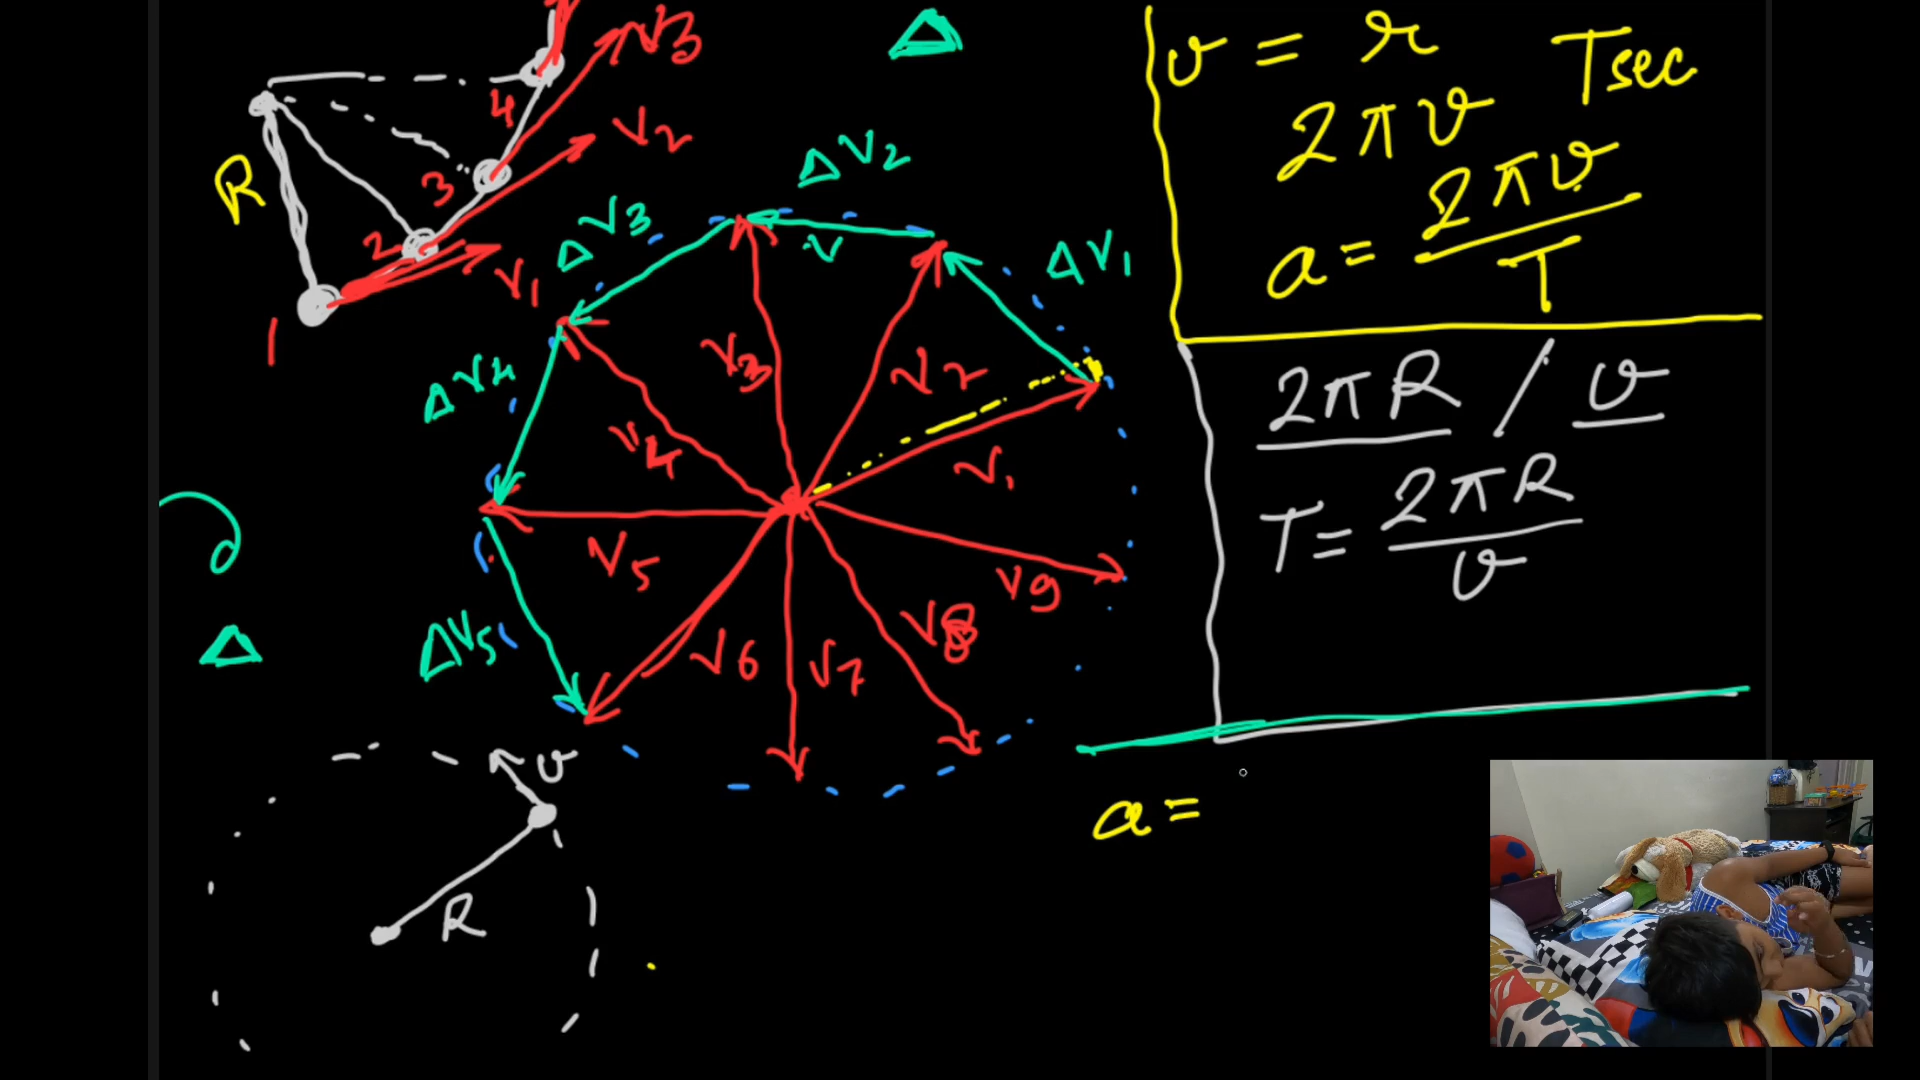 V3
4
V2
R
3
2
V1
1
Δ
ΔV2
ΔV3
V
ΔV1
ΔV4
V3
V2
V4
V1
V5
V9
V8
ΔV5
V6
V7
Δ
v
R
v = r
T sec
2πv
a = 2πv / T
2πR / v
T = 2πR / v
a =